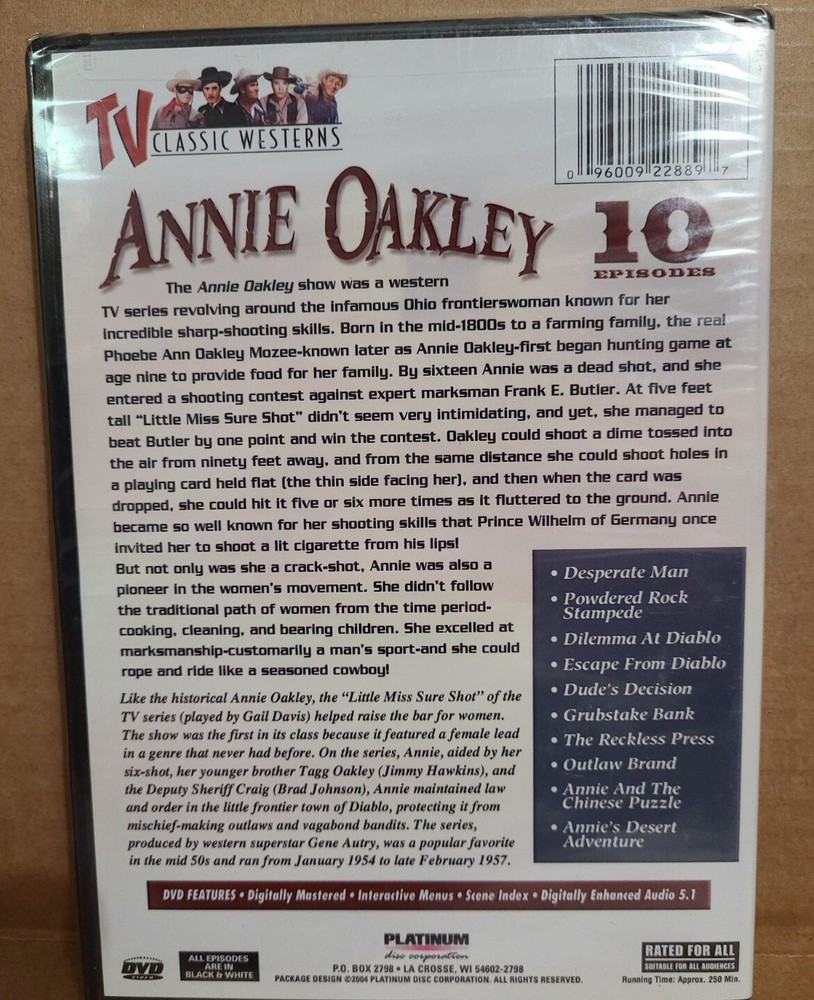 TV
CLASSIC WESTERNS
0 96009 22889 7
ANNIE OAKLEY
10
EPISODES
The Annie Oakley show was a western
TV series revolving around the infamous Ohio frontierswoman known for her
incredible sharp-shooting skills. Born in the mid-1800s to a farming family, the real
Phoebe Ann Oakley Mozee-known later as Annie Oakley-first began hunting game at
age nine to provide food for her family. By sixteen Annie was a dead shot, and she
entered a shooting contest against expert marksman Frank E. Butler. At five feet
tall "Little Miss Sure Shot" didn't seem very intimidating, and yet, she managed to
beat Butler by one point and win the contest. Oakley could shoot a dime tossed into
the air from ninety feet away, and from the same distance she could shoot holes in
a playing card held flat (the thin side facing her), and then when the card was
dropped, she could hit it five or six more times as it fluttered to the ground. Annie
became so well known for her shooting skills that Prince Wilhelm of Germany once
invited her to shoot a lit cigarette from his lips!
But not only was she a crack-shot, Annie was also a
pioneer in the women's movement. She didn't follow
the traditional path of women from the time period-
cooking, cleaning, and bearing children. She excelled at
marksmanship-customarily a man's sport-and she could
rope and ride like a seasoned cowboy!
Like the historical Annie Oakley, the "Little Miss Sure Shot" of the
TV series (played by Gail Davis) helped raise the bar for women.
The show was the first in its class because it featured a female lead
in a genre that never had before. On the series, Annie, aided by her
six-shot, her younger brother Tagg Oakley (Jimmy Hawkins), and
the Deputy Sheriff Craig (Brad Johnson), Annie maintained law
and order in the little frontier town of Diablo, protecting it from
mischief-making outlaws and vagabond bandits. The series,
produced by western superstar Gene Autry, was a popular favorite
in the mid 50s and ran from January 1954 to late February 1957.
• Desperate Man
• Powdered Rock
Stampede
• Dilemma At Diablo
• Escape From Diablo
• Dude's Decision
• Grubstake Bank
• The Reckless Press
• Outlaw Brand
• Annie And The
Chinese Puzzle
• Annie's Desert
Adventure
DVD FEATURES • Digitally Mastered • Interactive Menus • Scene Index • Digitally Enhanced Audio 5.1
DVD
VIDEO
ALL EPISODES
ARE IN
BLACK & WHITE
PLATINUM
disc corporation
P.O. BOX 2798 • LA CROSSE, WI 54602-2798
PACKAGE DESIGN ©2004 PLATINUM DISC CORPORATION. ALL RIGHTS RESERVED.
RATED FOR ALL
SUITABLE FOR ALL AUDIENCES
Running Time: Approx. 250 Min.